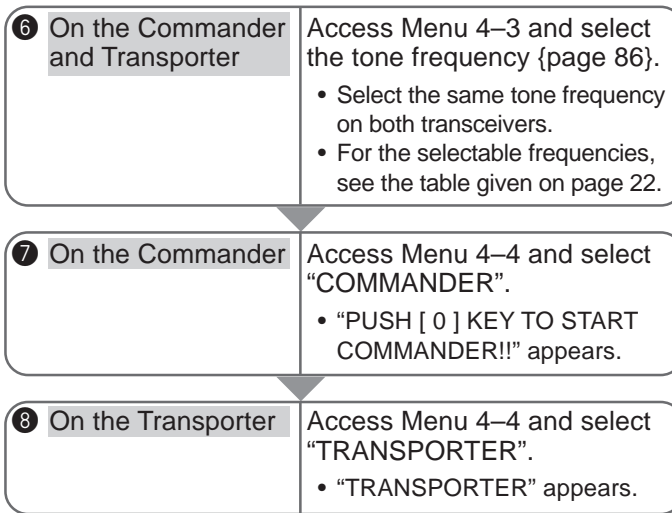 ❻ On the Commander and Transporter
Access Menu 4–3 and select
the tone frequency {page 86}.
• Select the same tone frequency
on both transceivers.
• For the selectable frequencies,
see the table given on page 22.
❼ On the Commander
Access Menu 4–4 and select
“COMMANDER”.
• “PUSH [ 0 ] KEY TO START
COMMANDER!!” appears.
❽ On the Transporter
Access Menu 4–4 and select
“TRANSPORTER”.
• “TRANSPORTER” appears.